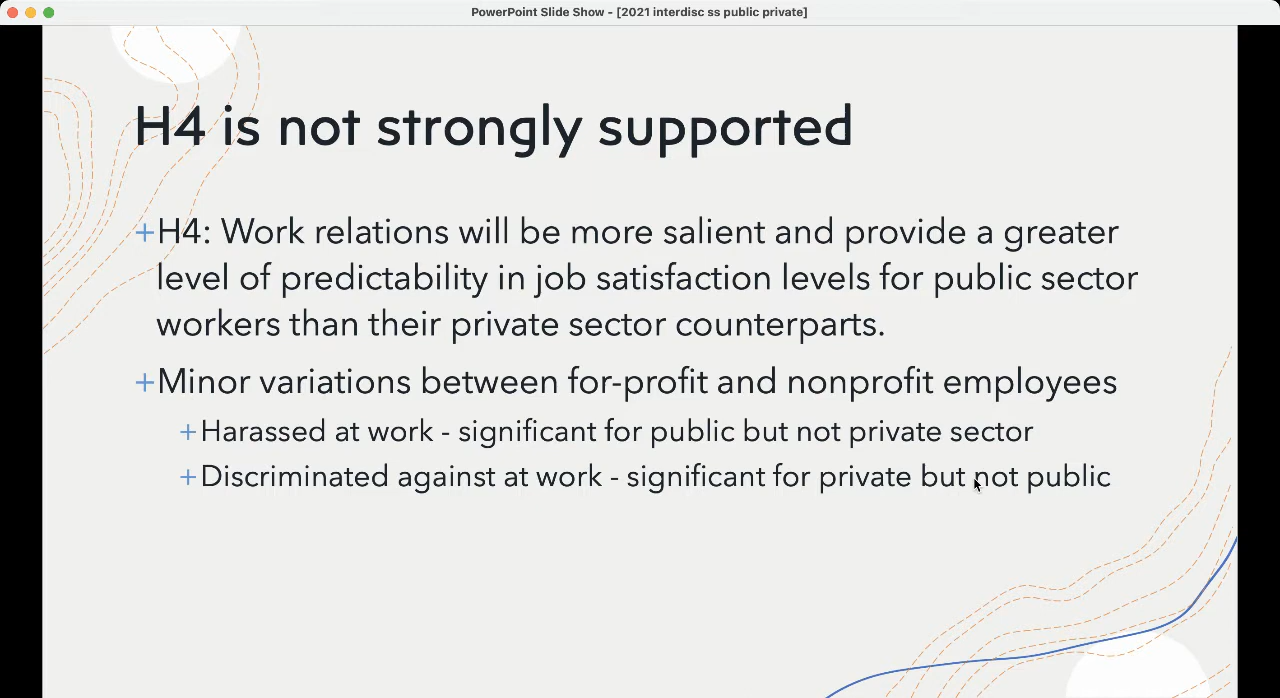 PowerPoint Slide Show - [2021 interdisc ss public private]
H4 is not strongly supported
+H4: Work relations will be more salient and provide a greater
level of predictability in job satisfaction levels for public sector
workers than their private sector counterparts.
+Minor variations between for-profit and nonprofit employees
+Harassed at work - significant for public but not private sector
+Discriminated against at work - significant for private but not public